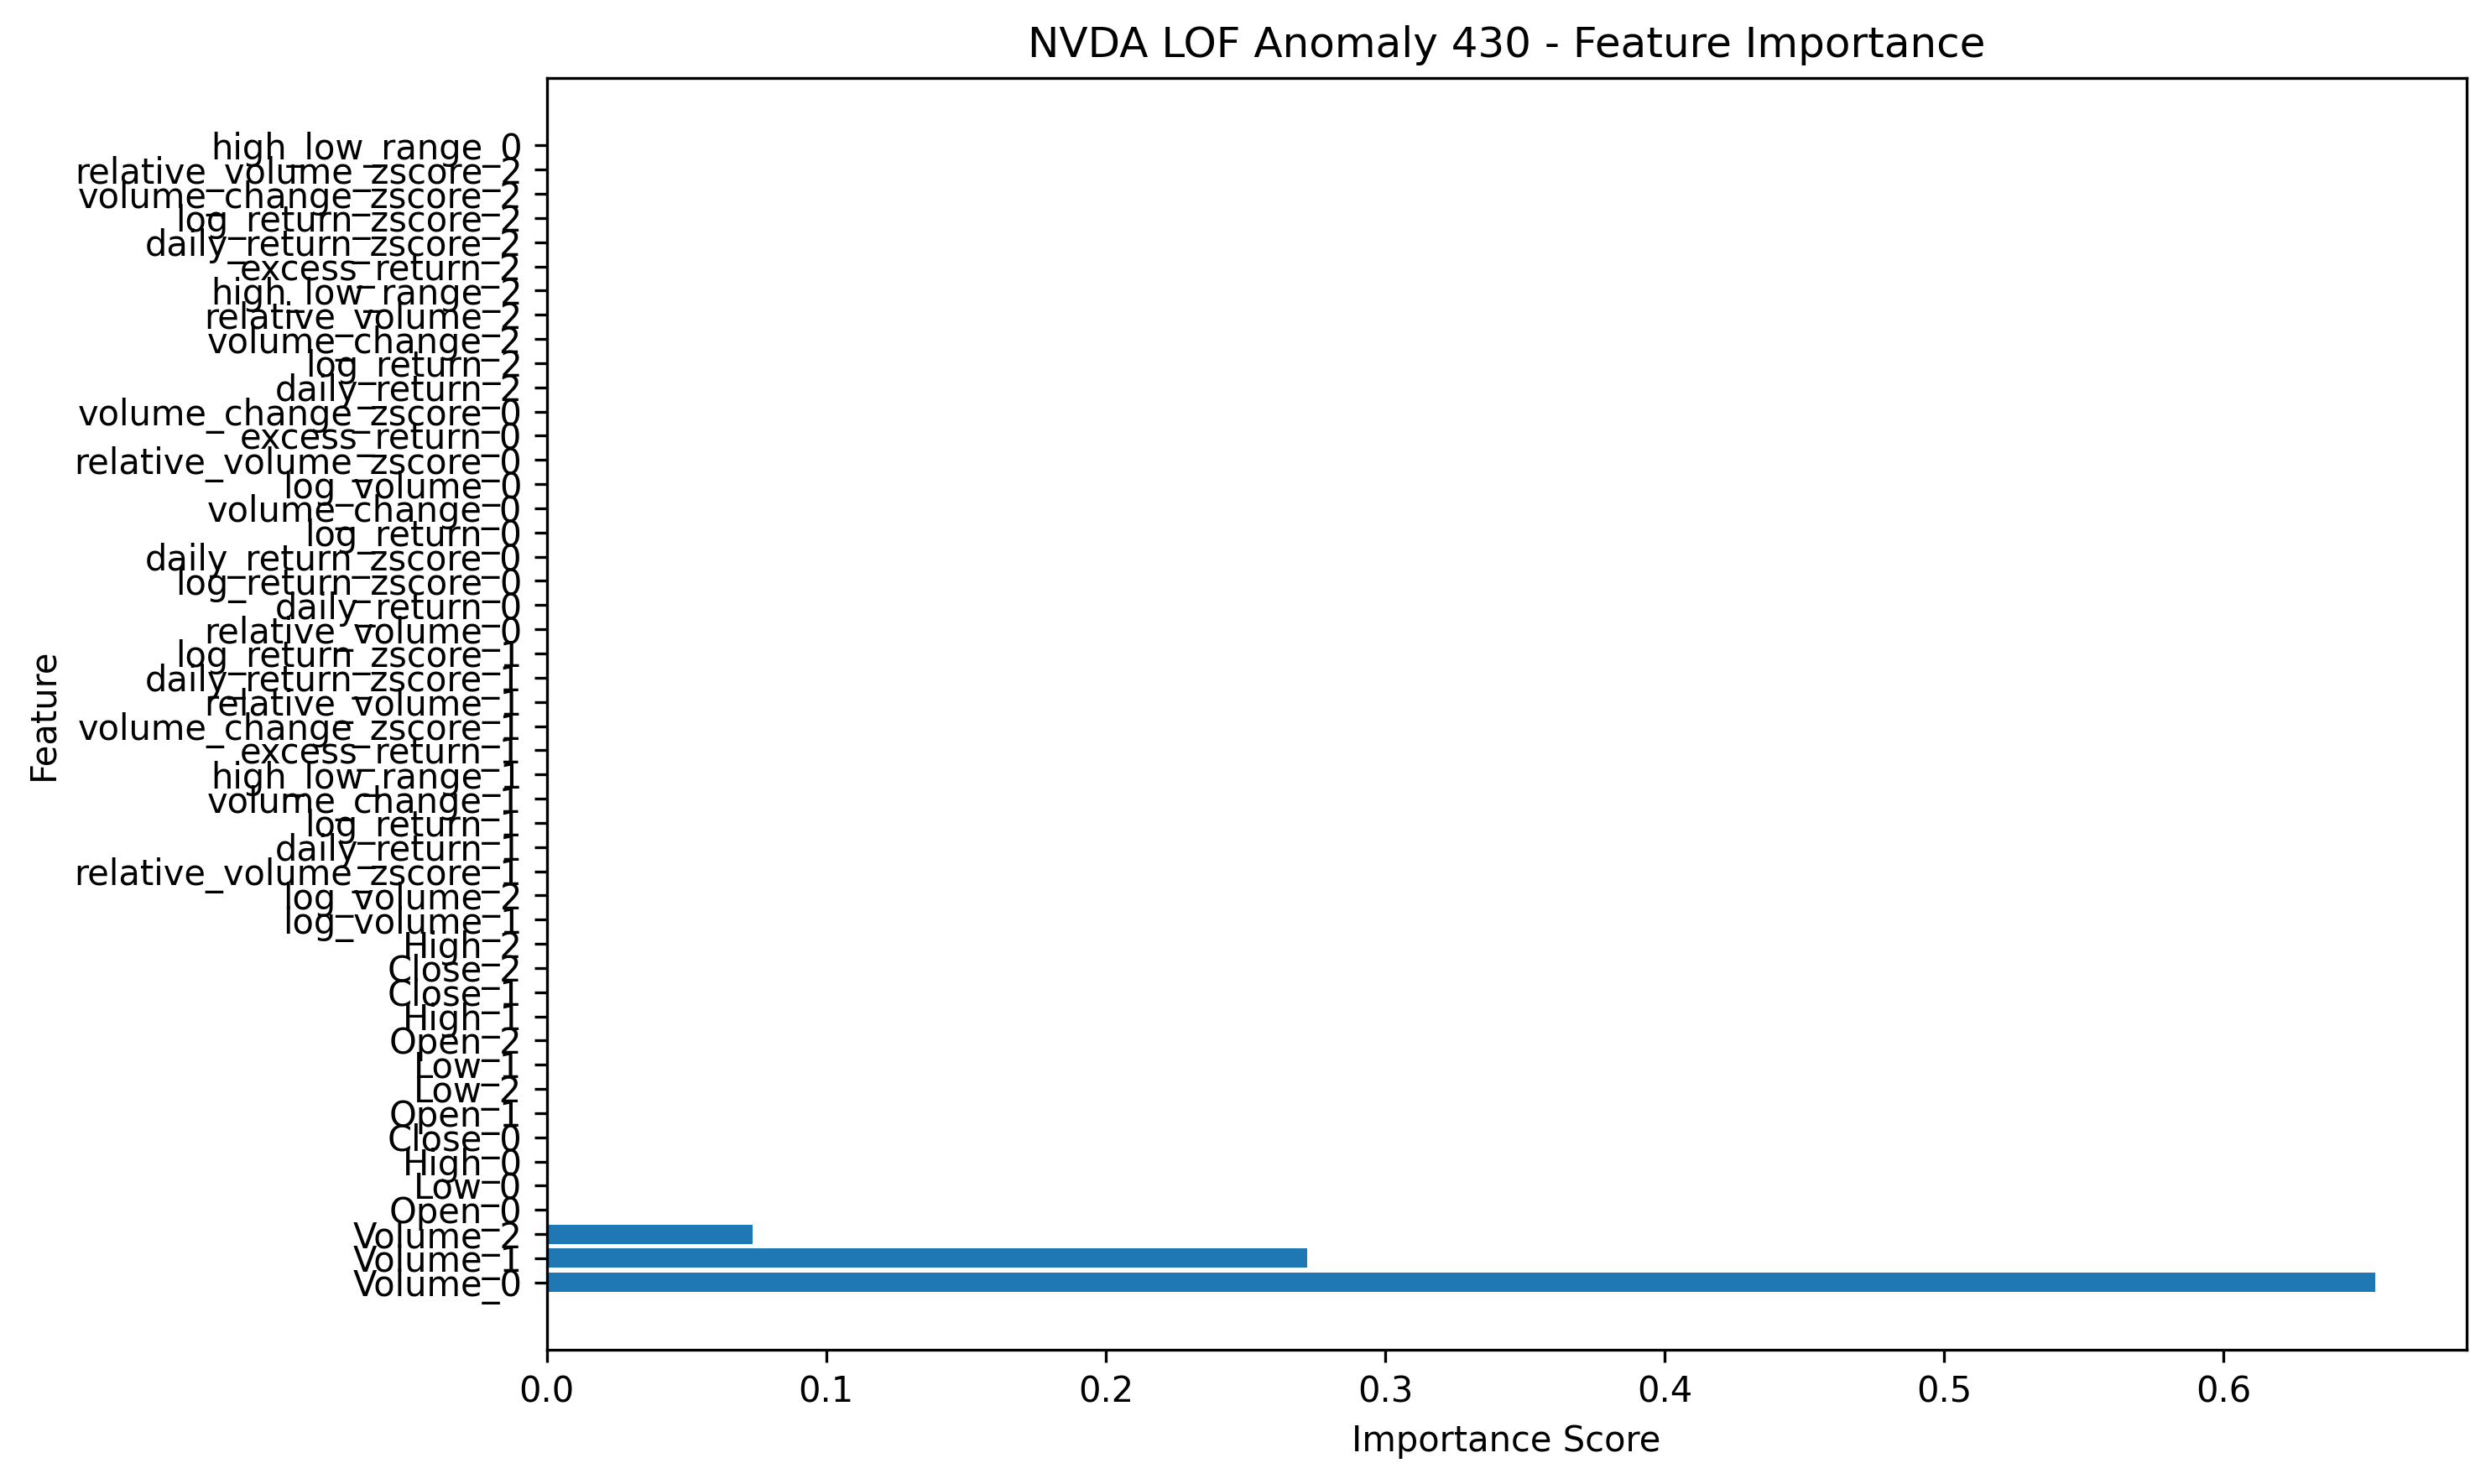 NVDA LOF Anomaly 430 - Feature Importance
high_low_range_0
relative_volume_zscore_2
volume_change_zscore_2
log_return_zscore_2
daily_return_zscore_2
excess_return_2
high_low_range_2
relative_volume_2
volume_change_2
log_return_2
daily_return_2
volume_change_zscore_0
excess_return_0
relative_volume_zscore_0
log_volume_0
volume_change_0
log_return_0
daily_return_zscore_0
log_return_zscore_0
daily_return_0
relative_volume_0
log_return_zscore_1
daily_return_zscore_1
relative_volume_1
volume_change_zscore_1
excess_return_1
high_low_range_1
volume_change_1
log_return_1
daily_return_1
relative_volume_zscore_1
log_volume_2
log_volume_1
High_2
Close_2
Close_1
High_1
Open_2
Low_1
Low_2
Open_1
Close_0
High_0
Low_0
Open_0
Volume_2
Volume_1
Volume_0
Feature
0.0 0.1 0.2 0.3 0.4 0.5 0.6
Importance Score